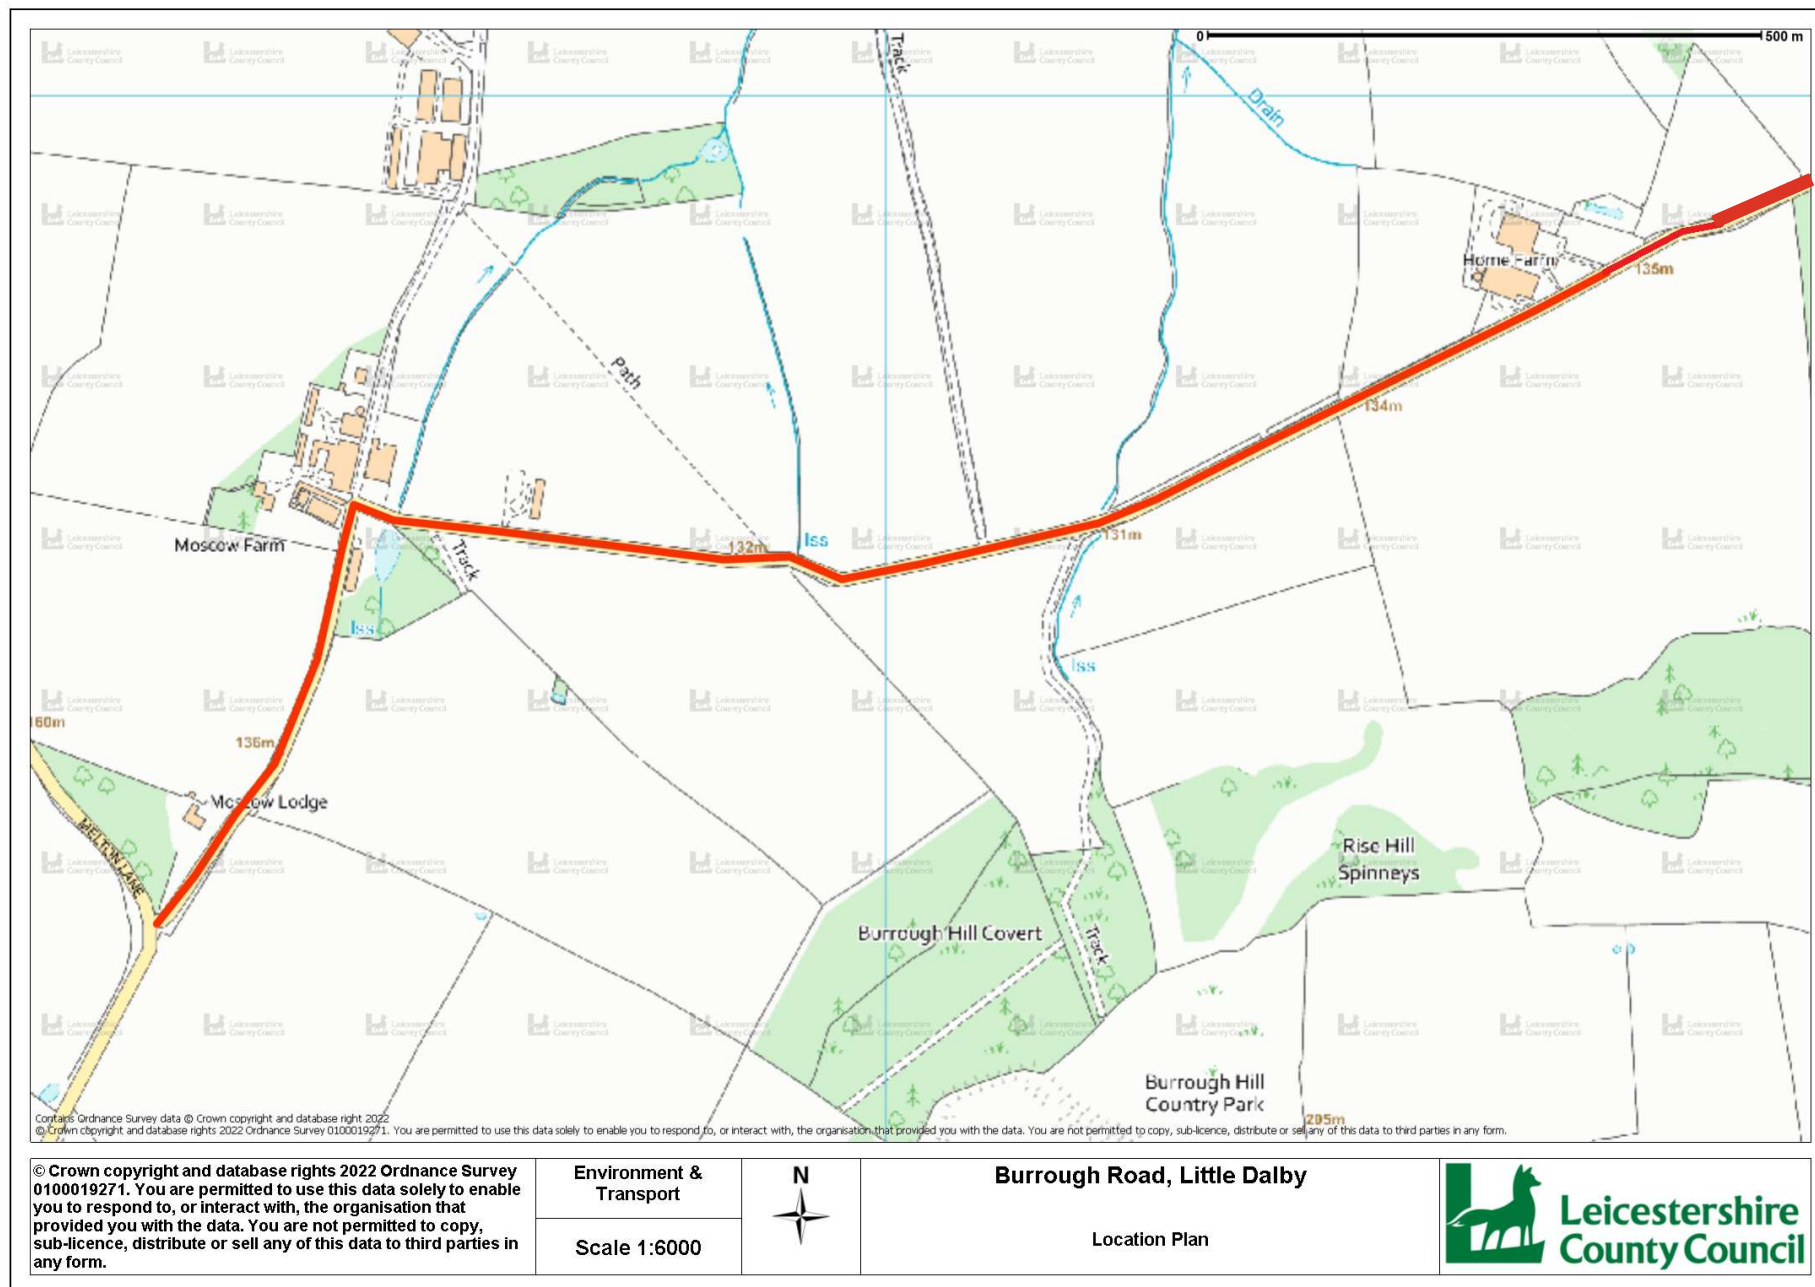 0
500 m
Track
Drain
Home Farm
135m
Path
134m
Moscow Farm
Track
132m
Iss
131m
Iss
Iss
160m
136m
Moscow Lodge
MELTON LANE
Rise Hill
Spinneys
Burrough Hill Covert
Track
Burrough Hill
Country Park
205m
Leicestershire
County Council
Contains Ordnance Survey data © Crown copyright and database right 2022
© Crown copyright and database rights 2022 Ordnance Survey 0100019271. You are permitted to use this data solely to enable you to respond to, or interact with, the organisation that provided you with the data. You are not permitted to copy, sub-licence, distribute or sell any of this data to third parties in any form.
© Crown copyright and database rights 2022 Ordnance Survey
0100019271. You are permitted to use this data solely to enable
you to respond to, or interact with, the organisation that
provided you with the data. You are not permitted to copy,
sub-licence, distribute or sell any of this data to third parties in
any form.
Environment &
Transport
Scale 1:6000
N
Burrough Road, Little Dalby
Location Plan
Leicestershire
County Council